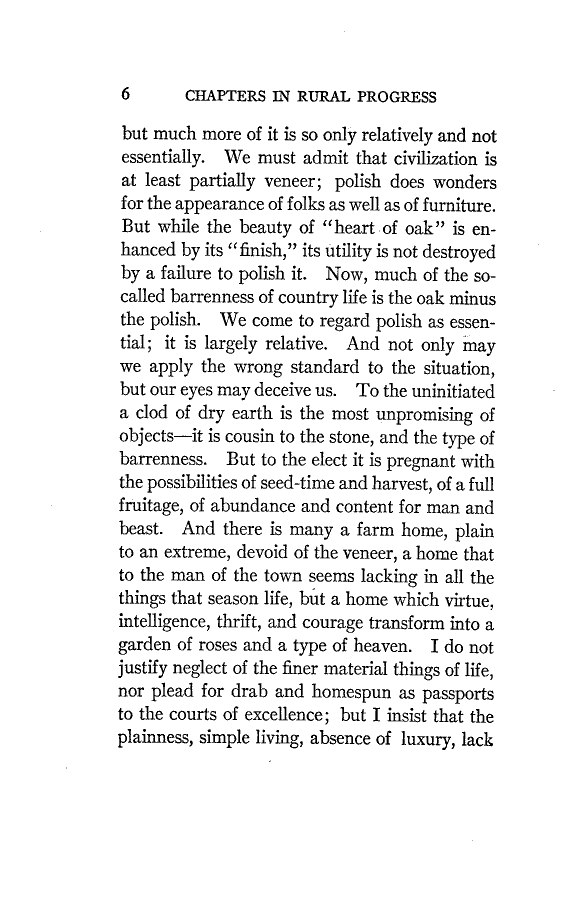 6 CHAPTERS IN RURAL PROGRESS
but much more of it is so only relatively and not
essentially. We must admit that civilization is
at least partially veneer; polish does wonders
for the appearance of folks as well as of furniture.
But while the beauty of “heart of oak” is en-
hanced by its “finish,” its utility is not destroyed
by a failure to polish it. Now, much of the so-
called barrenness of country life is the oak minus
the polish. We come to regard polish as essen-
tial; it is largely relative. And not only may
we apply the wrong standard to the situation,
but our eyes may deceive us. To the uninitiated
a clod of dry earth is the most unpromising of
objects—it is cousin to the stone, and the type of
barrenness. But to the elect it is pregnant with
the possibilities of seed-time and harvest, of a full
fruitage, of abundance and content for man and
beast. And there is many a farm home, plain
to an extreme, devoid of the veneer, a home that
to the man of the town seems lacking in all the
things that season life, but a home which virtue,
intelligence, thrift, and courage transform into a
garden of roses and a type of heaven. I do not
justify neglect of the finer material things of life,
nor plead for drab and homespun as passports
to the courts of excellence; but I insist that the
plainness, simple living, absence of luxury, lack